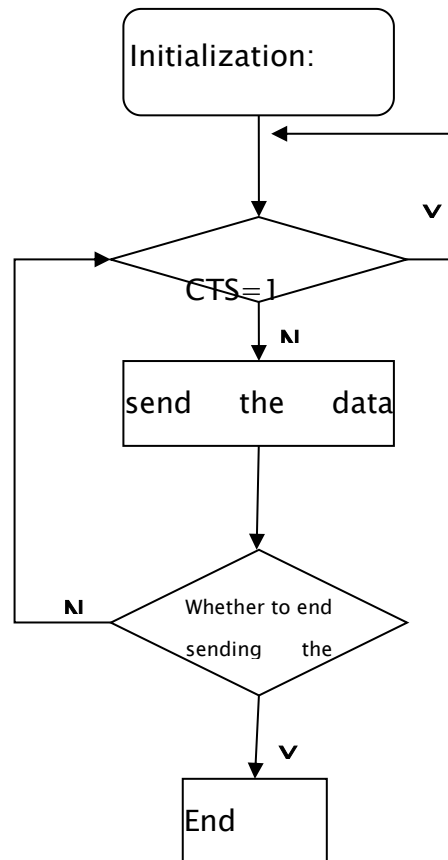 Initialization:
Y
CTS=1
N
send the data
Whether to end
N
sending the
Y
End